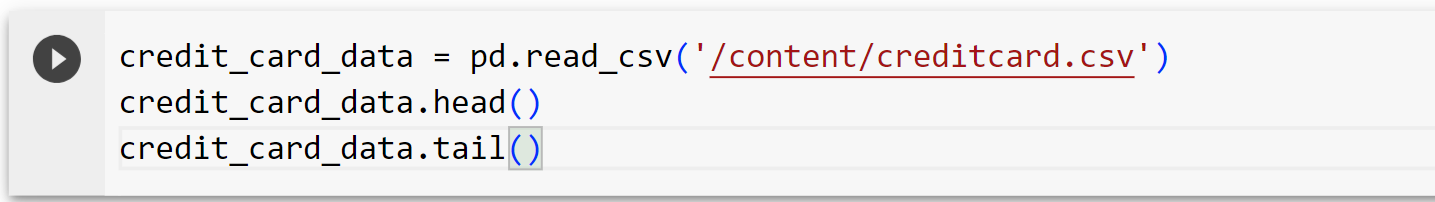 credit_card_data = pd.read_csv('/content/creditcard.csv')
credit_card_data.head()
credit_card_data.tail()